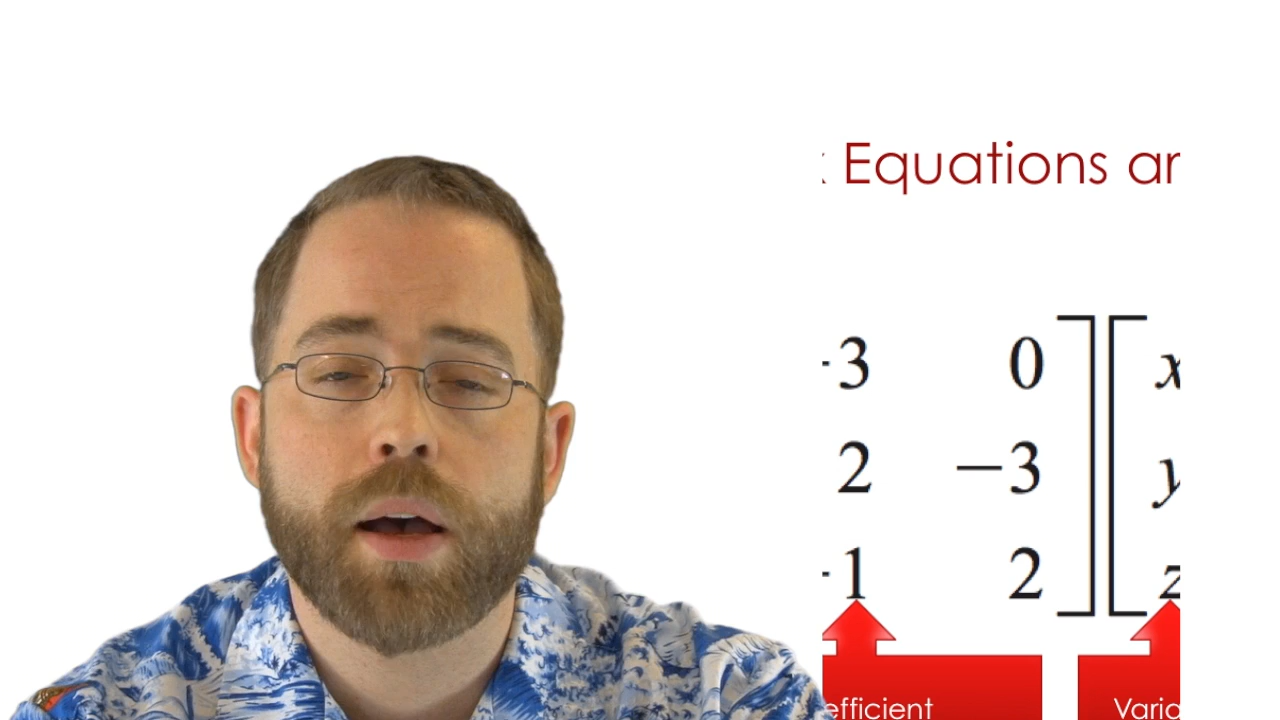 Equations ar
-3 0 x
2 −3 y
-1 2 z
efficient Varia